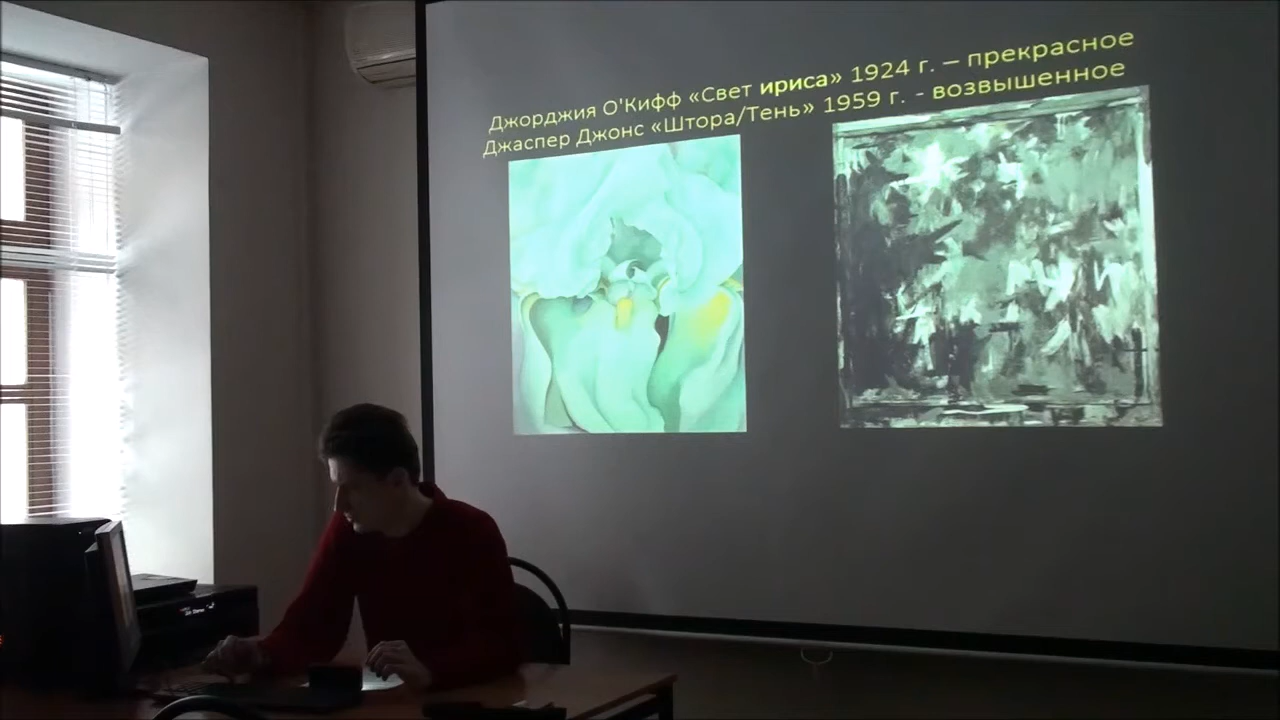 Джорджия О'Кифф «Свет ириса» 1924 г. – прекрасное
Джаспер Джонс «Штора/Тень» 1959 г. - возвышенное